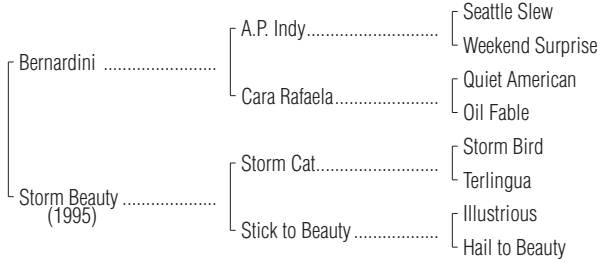 Seattle Slew
A.P. Indy........................................
Weekend Surprise
Bernardini ..........................
Quiet American
Cara Rafaela................................
Oil Fable
Storm Bird
Storm Cat......................................
Terlingua
Storm Beauty ......................
(1995)
Illustrious
Stick to Beauty ..........................
Hail to Beauty